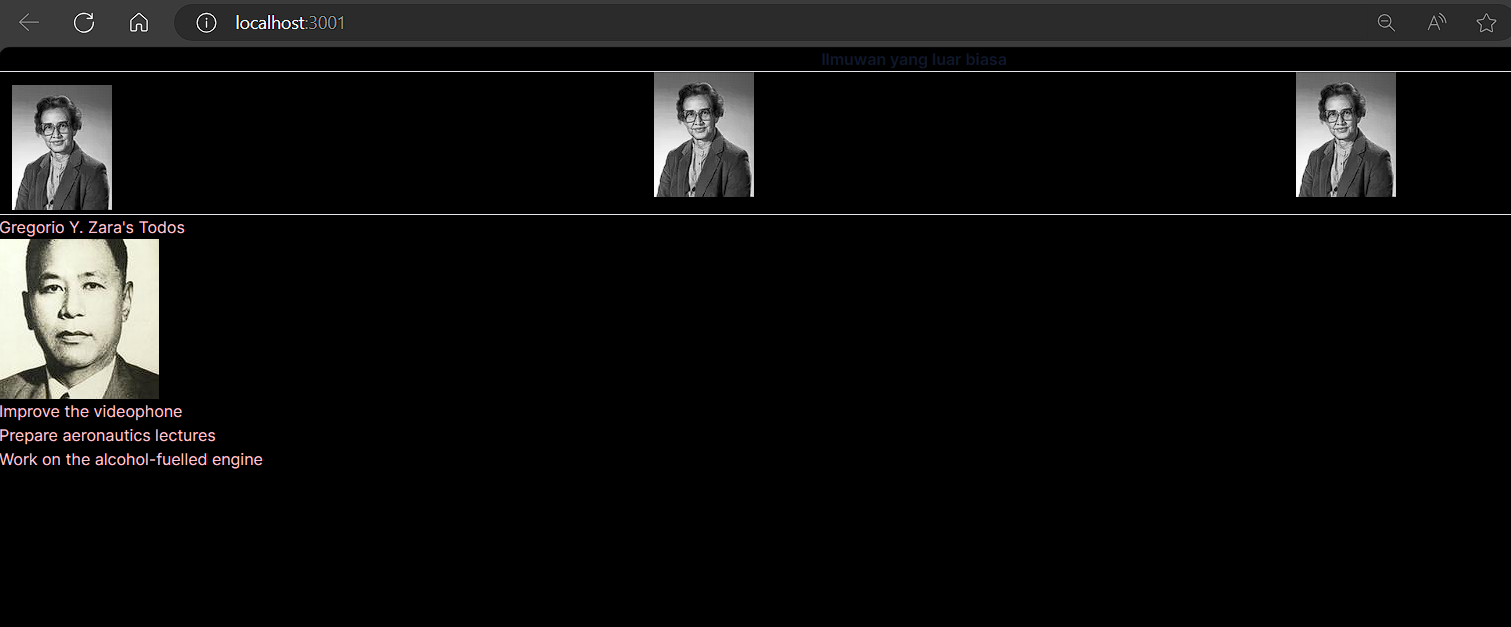 localhost:3001
Ilmuwan yang luar biasa
Gregorio Y. Zara's Todos
Improve the videophone
Prepare aeronautics lectures
Work on the alcohol-fuelled engine